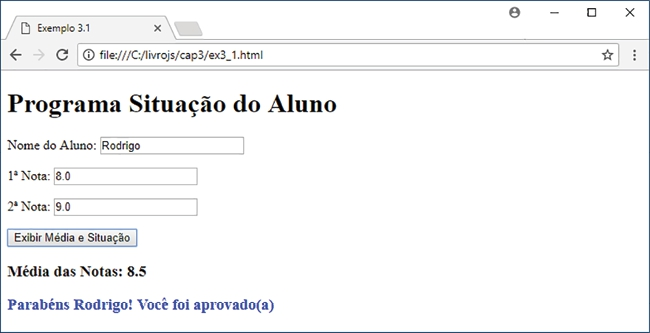 Exemplo 3.1
file:///C:/livrojs/cap3/ex3_1.html
Programa Situação do Aluno
Nome do Aluno: Rodrigo
1ª Nota: 8.0
2ª Nota: 9.0
Exibir Média e Situação
Média das Notas: 8.5
Parabéns Rodrigo! Você foi aprovado(a)